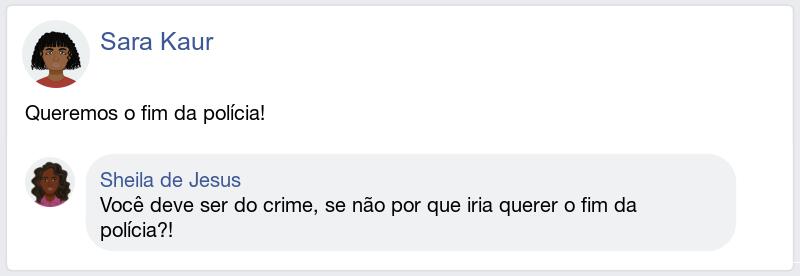 Sara Kaur
Queremos o fim da polícia!
Sheila de Jesus
Você deve ser do crime, se não por que iria querer o fim da
polícia?!